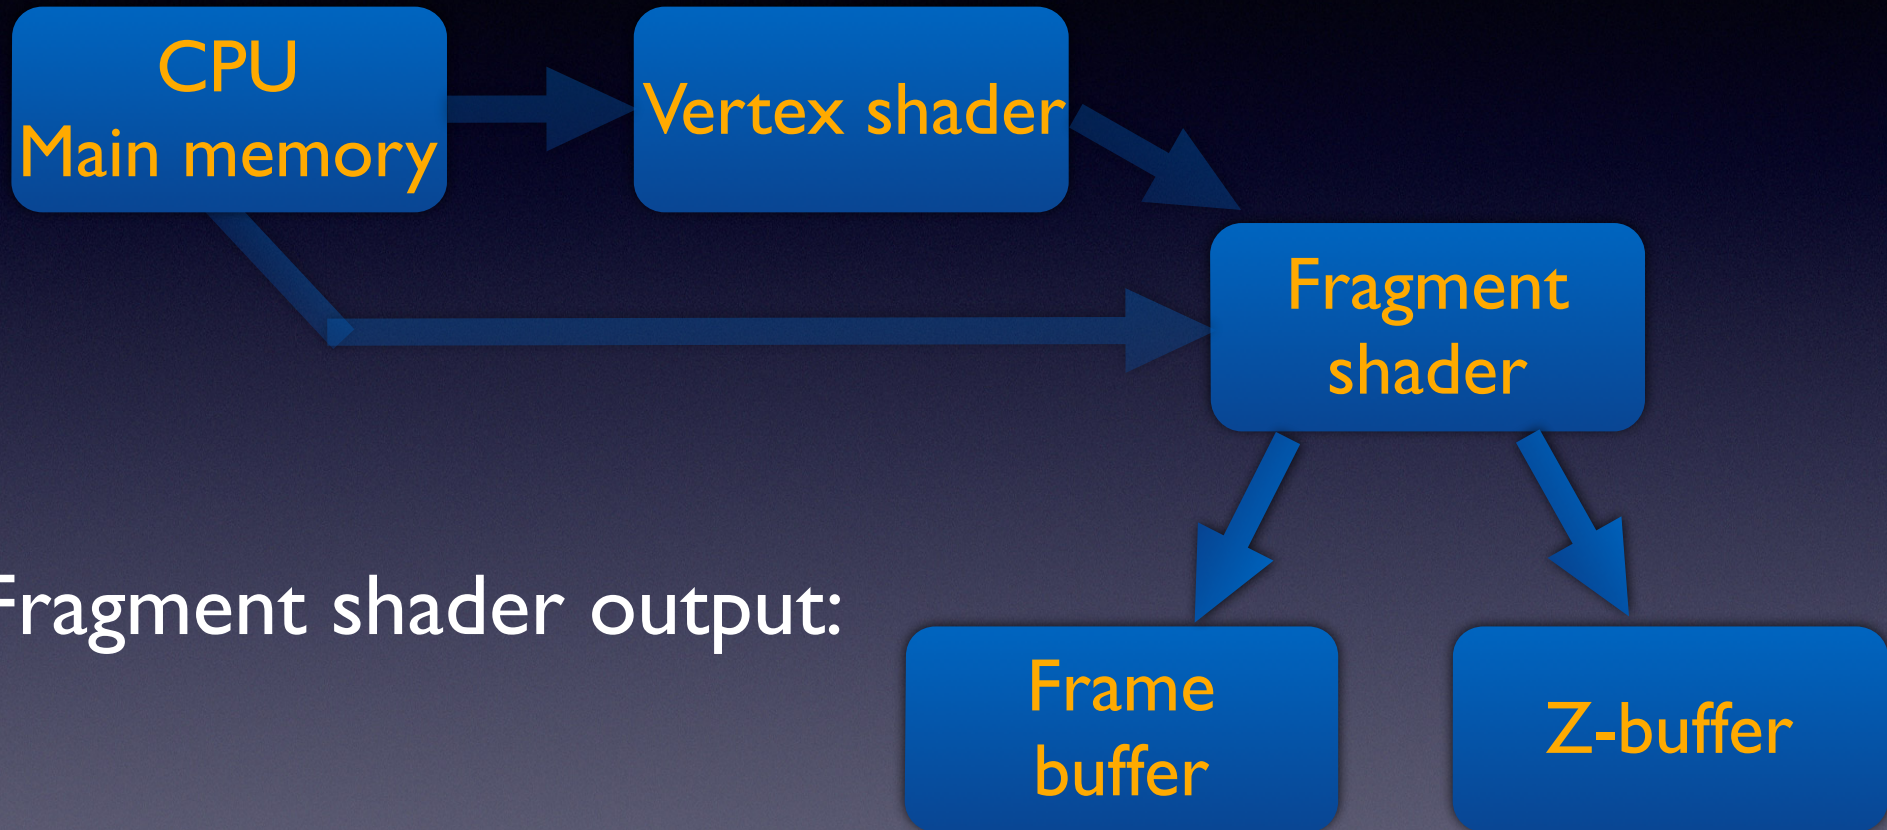 CPU
Main memory
Vertex shader
Fragment
shader
Fragment shader output:
Frame
buffer
Z-buffer